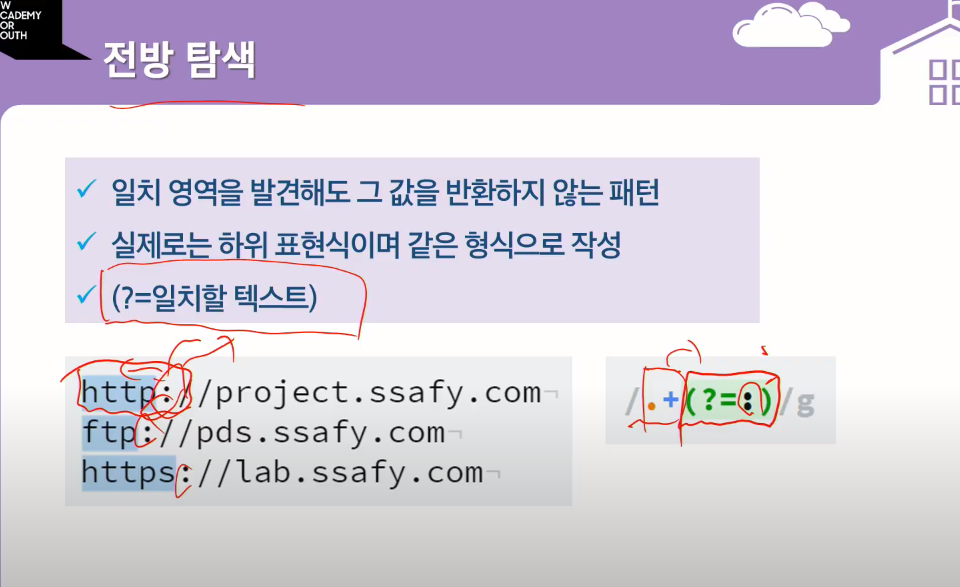 W
CADEMY
OR
OUTH
전방 탐색
✓ 일치 영역을 발견해도 그 값을 반환하지 않는 패턴
✓ 실제로는 하위 표현식이며 같은 형식으로 작성
✓ (?=일치할 텍스트)
http://project.ssafy.com¬
ftp://pds.ssafy.com¬
https://lab.ssafy.com¬
/.+(?=:)/g